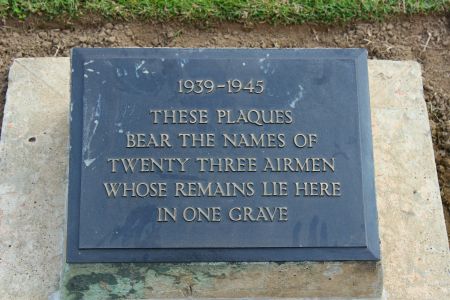 1939-1945
THESE PLAQUES
BEAR THE NAMES OF
TWENTY THREE AIRMEN
WHOSE REMAINS LIE HERE
IN ONE GRAVE